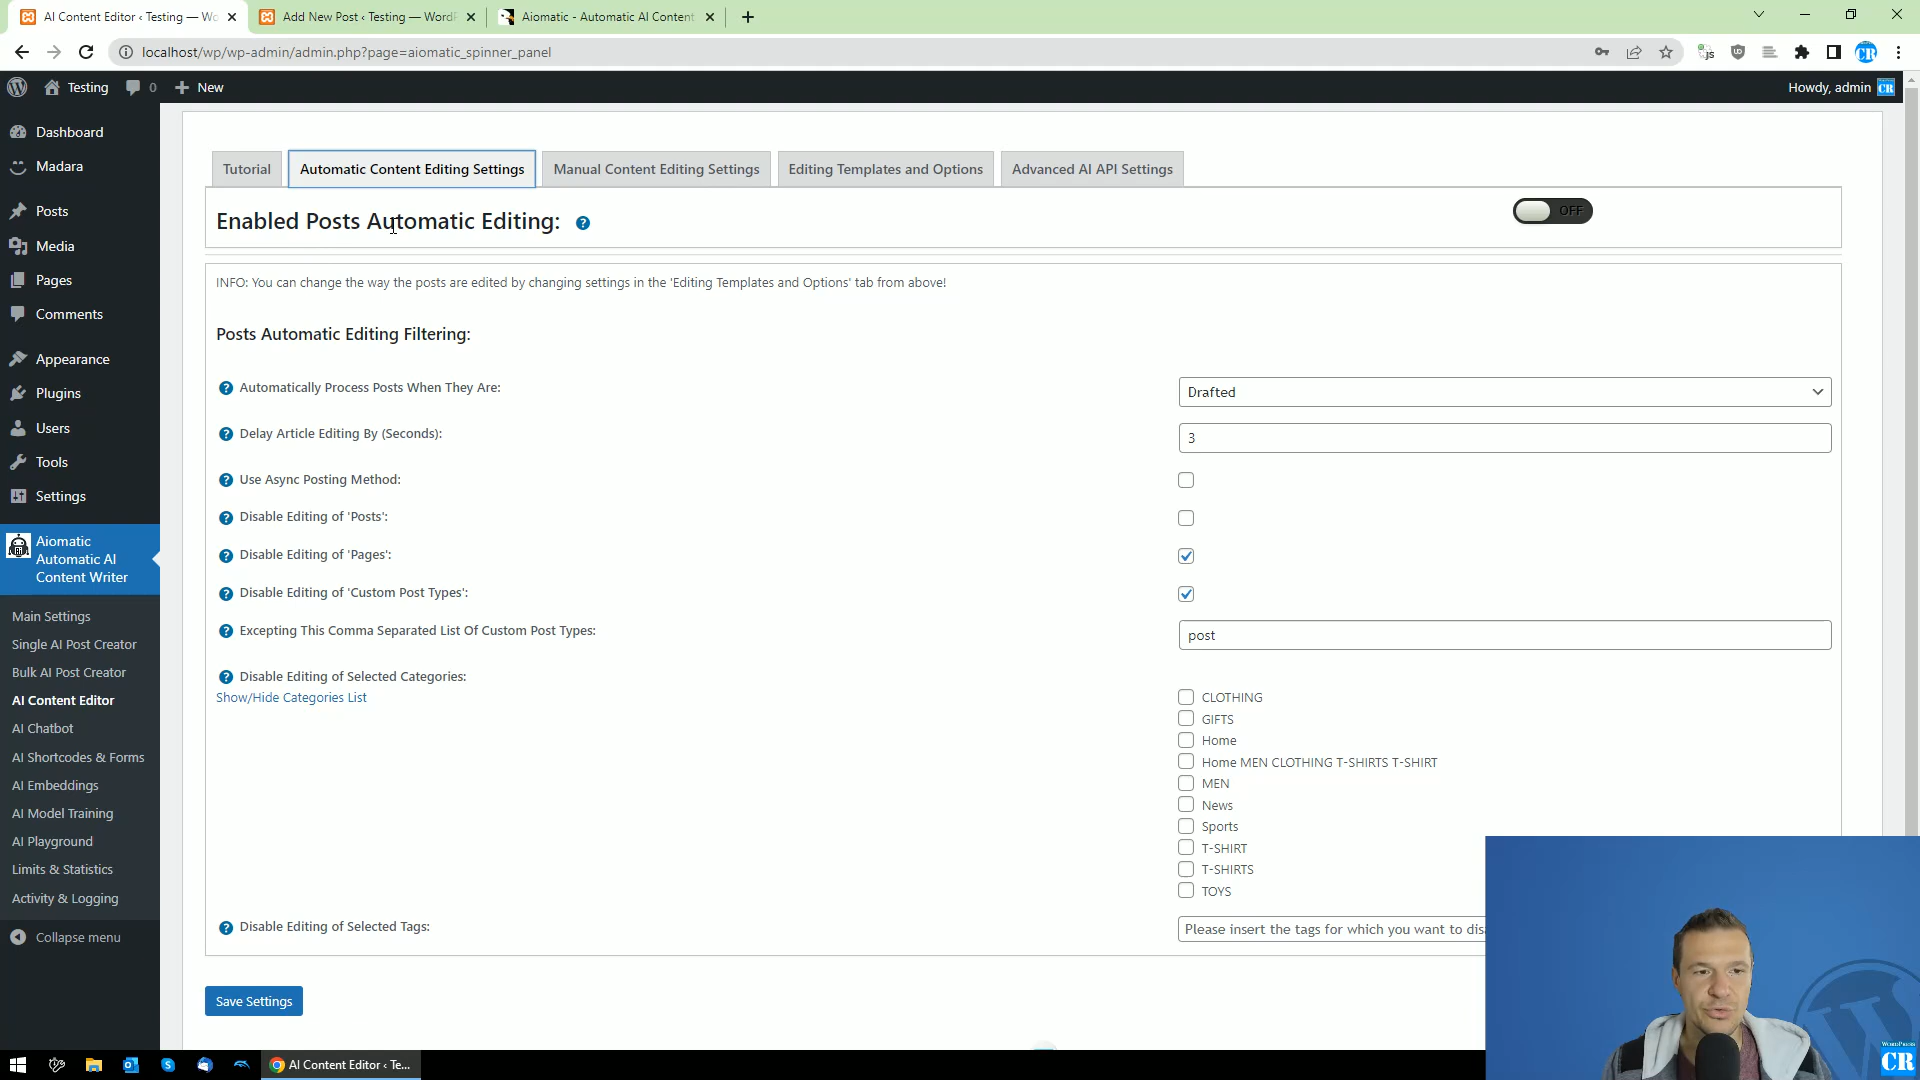 AI Content Editor ‹ Testing — Wo
Add New Post ‹ Testing — WordP
Aiomatic - Automatic AI Content
localhost/wp/wp-admin/admin.php?page=aiomatic_spinner_panel
Testing
0
New
Howdy, admin
Dashboard
Madara
Posts
Media
Pages
Comments
Appearance
Plugins
Users
Tools
Settings
Aiomatic
Automatic AI
Content Writer
Main Settings
Single AI Post Creator
Bulk AI Post Creator
AI Content Editor
AI Chatbot
AI Shortcodes & Forms
AI Embeddings
AI Model Training
AI Playground
Limits & Statistics
Activity & Logging
Collapse menu
Tutorial
Automatic Content Editing Settings
Manual Content Editing Settings
Editing Templates and Options
Advanced AI API Settings
Enabled Posts Automatic Editing:
OFF
INFO: You can change the way the posts are edited by changing settings in the 'Editing Templates and Options' tab from above!
Posts Automatic Editing Filtering:
Automatically Process Posts When They Are:
Drafted
Delay Article Editing By (Seconds):
3
Use Async Posting Method:
Disable Editing of 'Posts':
Disable Editing of 'Pages':
Disable Editing of 'Custom Post Types':
Excepting This Comma Separated List Of Custom Post Types:
post
Disable Editing of Selected Categories:
Show/Hide Categories List
CLOTHING
GIFTS
Home
Home MEN CLOTHING T-SHIRTS T-SHIRT
MEN
News
Sports
T-SHIRT
T-SHIRTS
TOYS
Disable Editing of Selected Tags:
Please insert the tags for which you want to dis
Save Settings
AI Content Editor ‹ Te...
WORDPRESS
CR